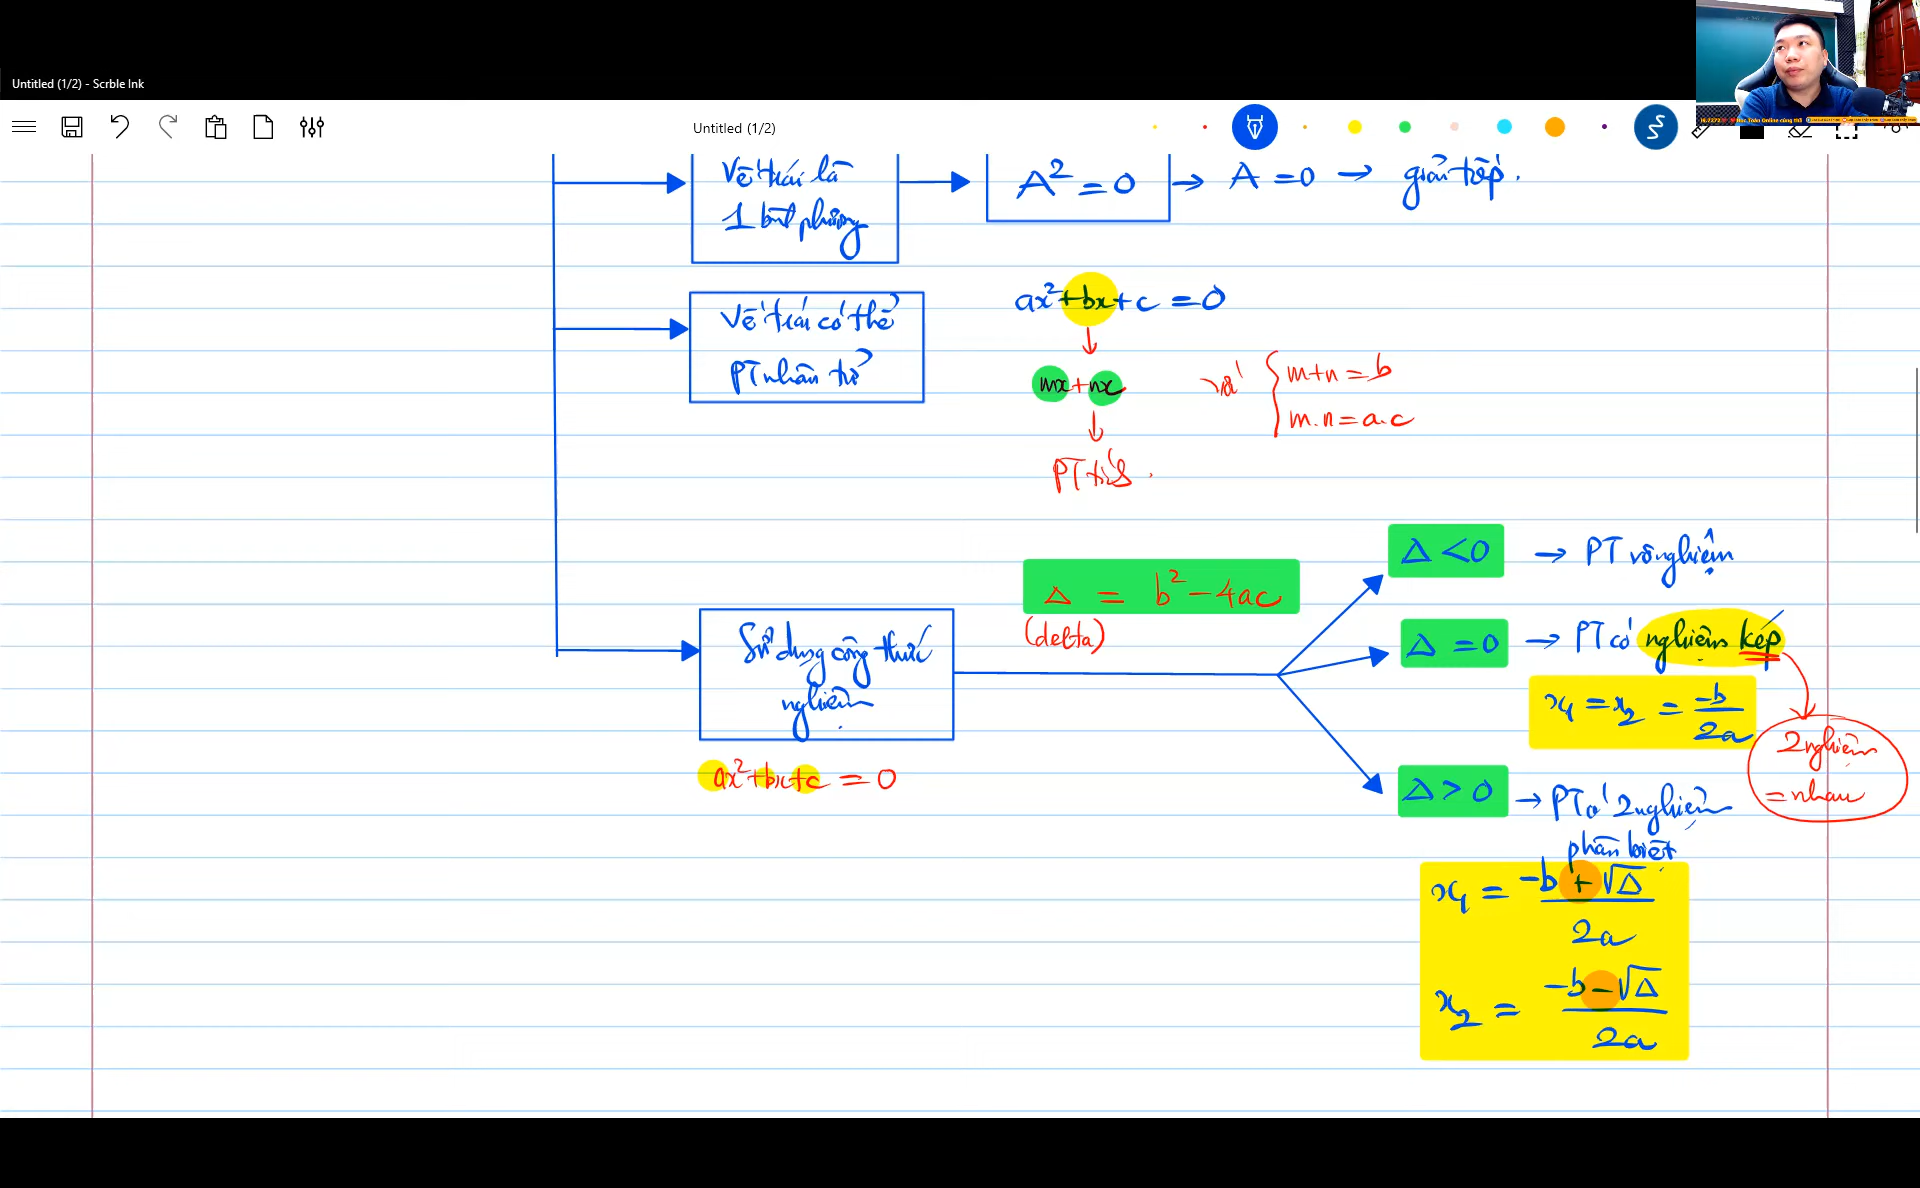 Untitled (1/2) - Scrble Ink
Untitled (1/2)
Vế trái là
1 bình phương
A² = 0 → A = 0 → giải tiếp.
Vế trái có thể
PT nhân tử
ax² + bx + c = 0
mx + nx
và
m + n = b
m.n = a.c
PT tiếp.
Sử dụng công thức
nghiệm
ax² + bx + c = 0
Δ = b² - 4ac
(delta)
Δ < 0 → PT vô nghiệm
Δ = 0 → PT có nghiệm kép
x₁ = x₂ = -b/2a
2 nghiệm
= nhau
Δ > 0 → PT có 2 nghiệm
phân biệt
x₁ = (-b + √Δ)/2a
x₂ = (-b - √Δ)/2a